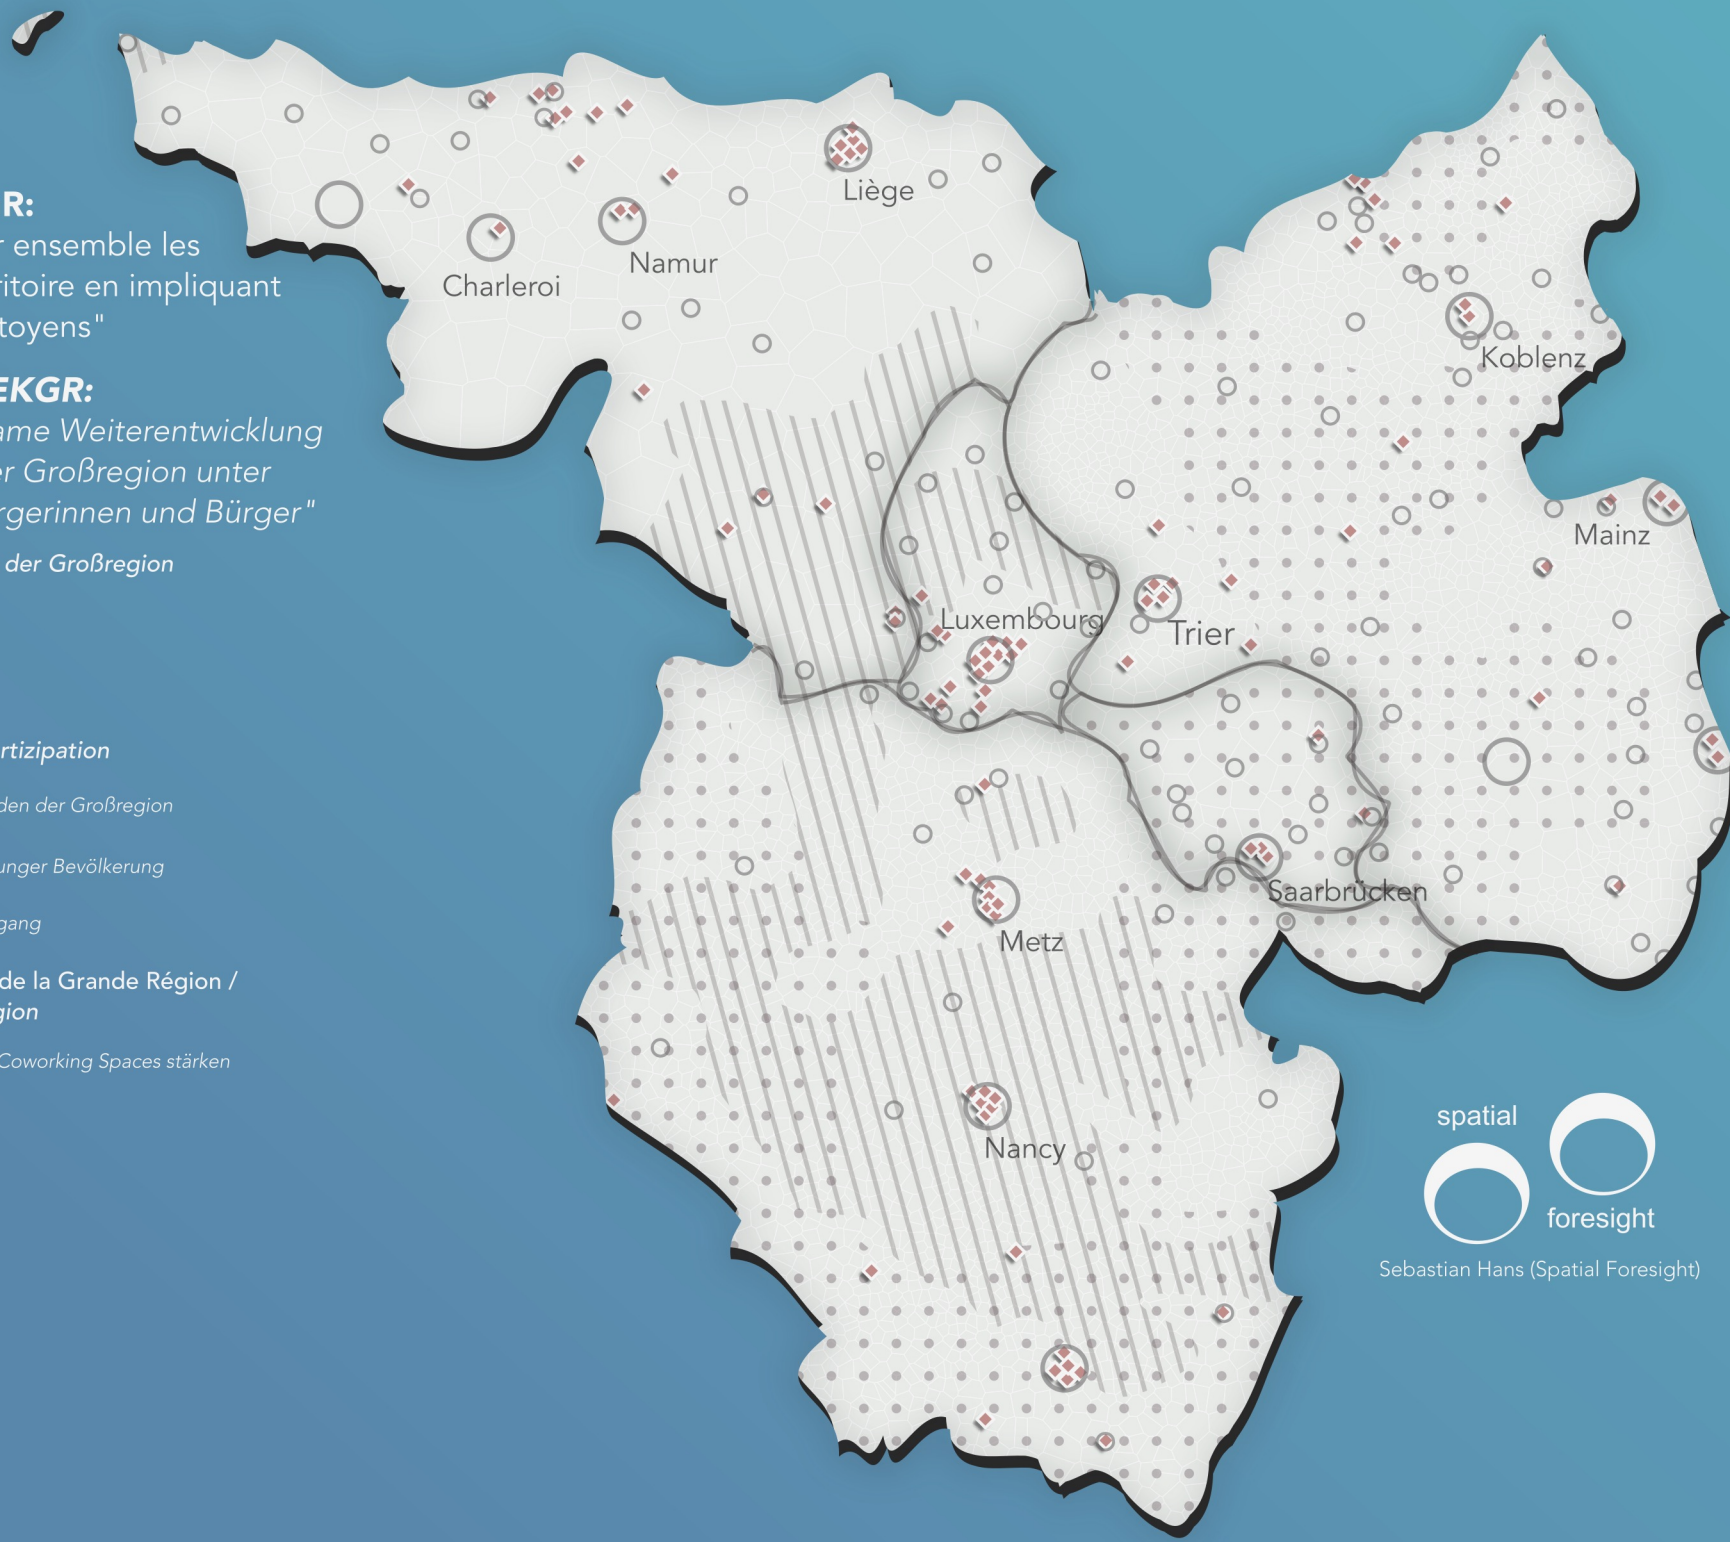 R:
r ensemble les
ritoire en impliquant
toyens"
EKGR:
ame Weiterentwicklung
er Großregion unter
rgerinnen und Bürger"
der Großregion
rtizipation
den der Großregion
unger Bevölkerung
gang
de la Grande Région /
gion
Coworking Spaces stärken
Liège
Namur
Charleroi
Koblenz
Mainz
Luxembourg
Trier
Saarbrücken
Metz
Nancy
spatial
foresight
Sebastian Hans (Spatial Foresight)